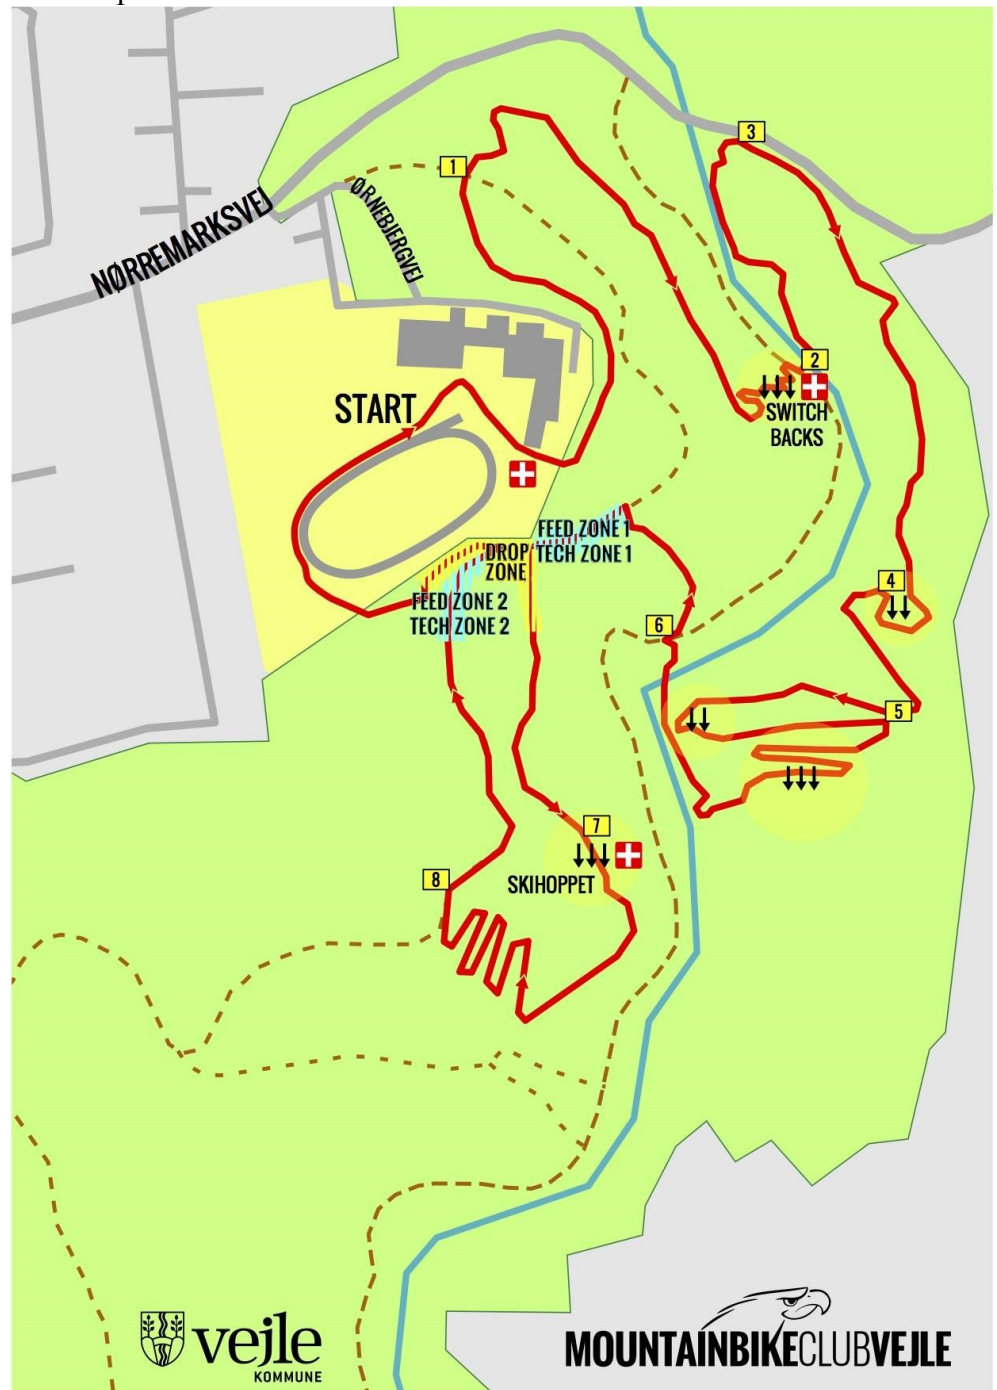 3
1
ØRNEBJERGVEJ
NØRREMARKSVEJ
2
START
SWITCH
BACKS
FEED ZONE 1
TECH ZONE 1
DROP
ZONE
4
FEED ZONE 2
TECH ZONE 2
6
5
7
SKIHOPPET
8
vejle
KOMMUNE
MOUNTAINBIKECLUBVEJLE